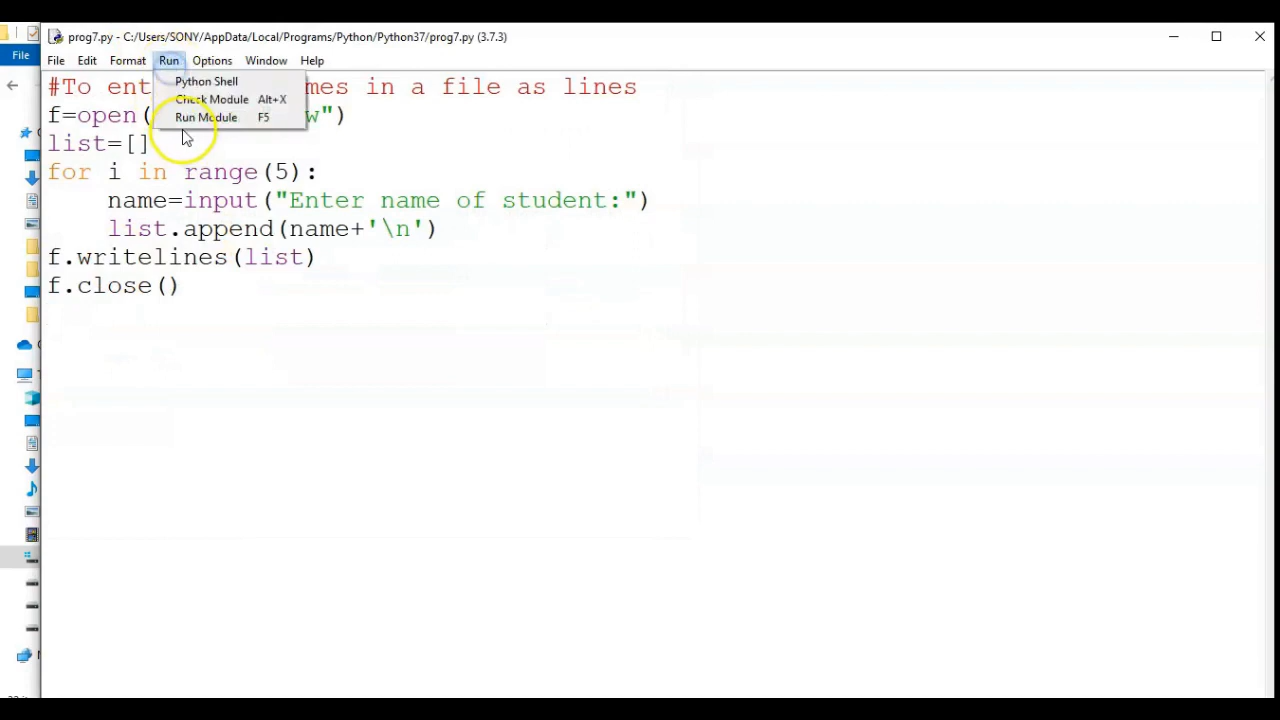 prog7.py - C:/Users/SONY/AppData/Local/Programs/Python/Python37/prog7.py (3.7.3)
File
File Edit Format Run Options Window Help
Python Shell
Check Module Alt+X
Run Module F5
#To ent mes in a file as lines
f=open( w")
list=[]
for i in range(5):
name=input("Enter name of student:")
list.append(name+'\n')
f.writelines(list)
f.close()